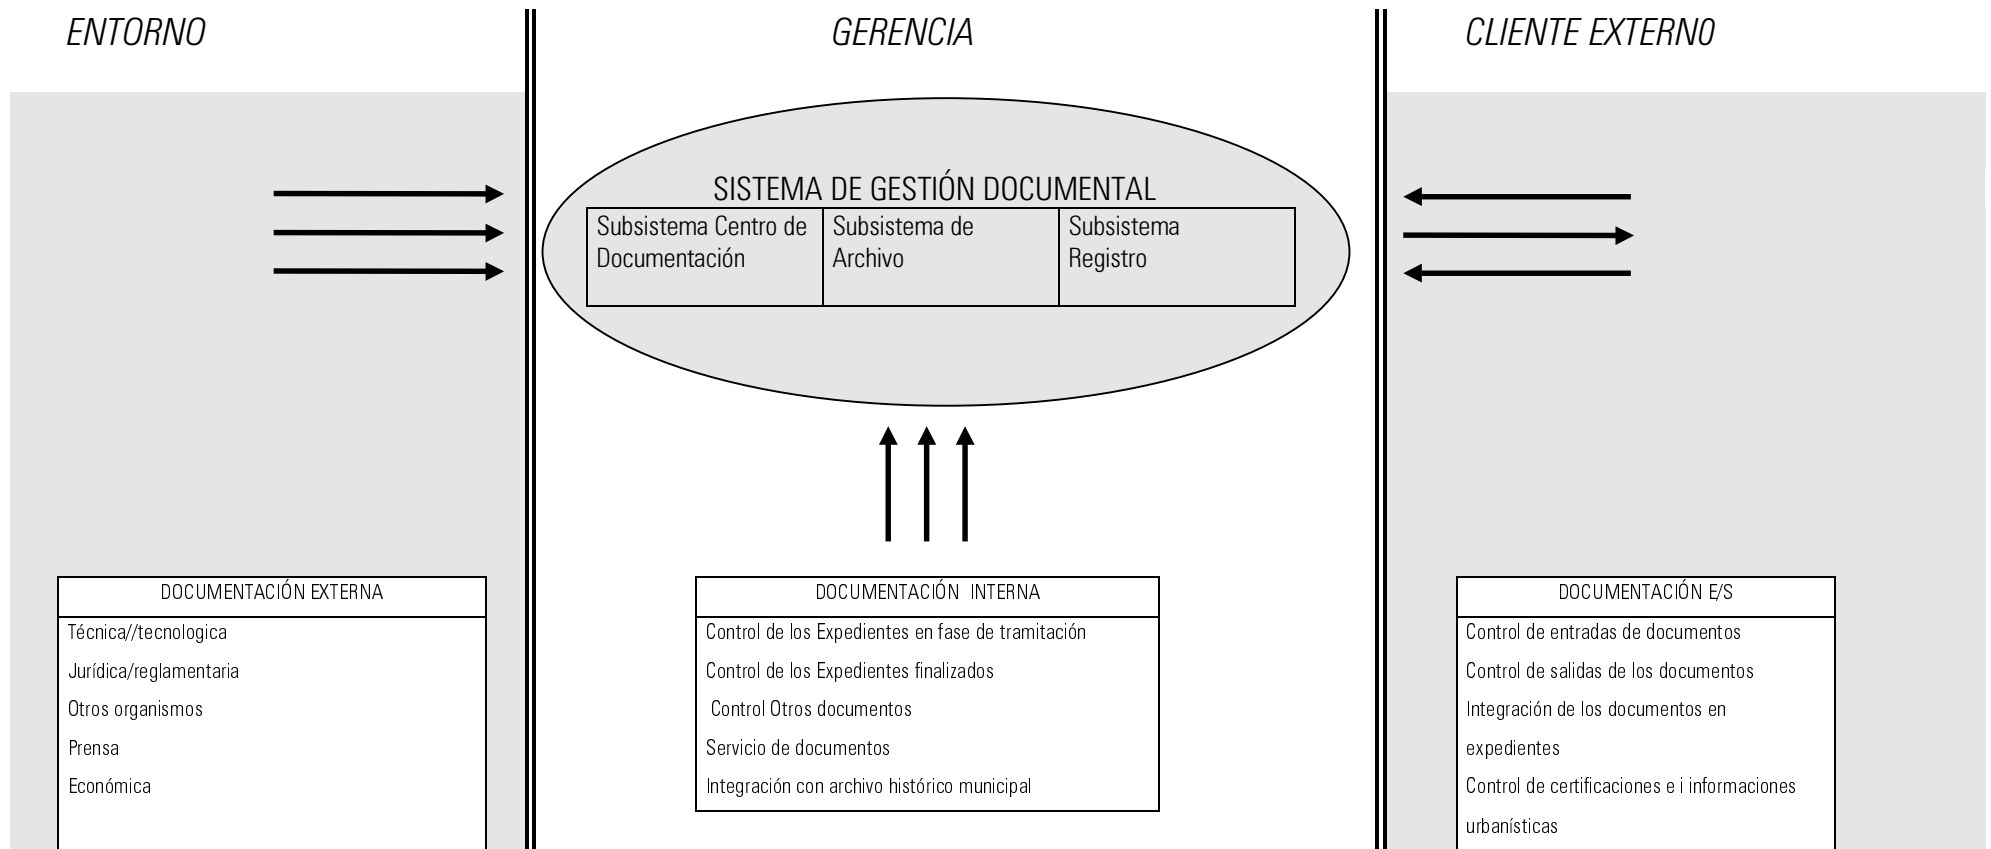 ENTORNO
GERENCIA
CLIENTE EXTERNO
SISTEMA DE GESTIÓN DOCUMENTAL
Subsistema Centro de
Documentación
Subsistema de
Archivo
Subsistema
Registro
DOCUMENTACIÓN EXTERNA
Técnica//tecnologica
Jurídica/reglamentaria
Otros organismos
Prensa
Económica
DOCUMENTACIÓN INTERNA
Control de los Expedientes en fase de tramitación
Control de los Expedientes finalizados
Control Otros documentos
Servicio de documentos
Integración con archivo histórico municipal
DOCUMENTACIÓN E/S
Control de entradas de documentos
Control de salidas de los documentos
Integración de los documentos en
expedientes
Control de certificaciones e i informaciones
urbanísticas